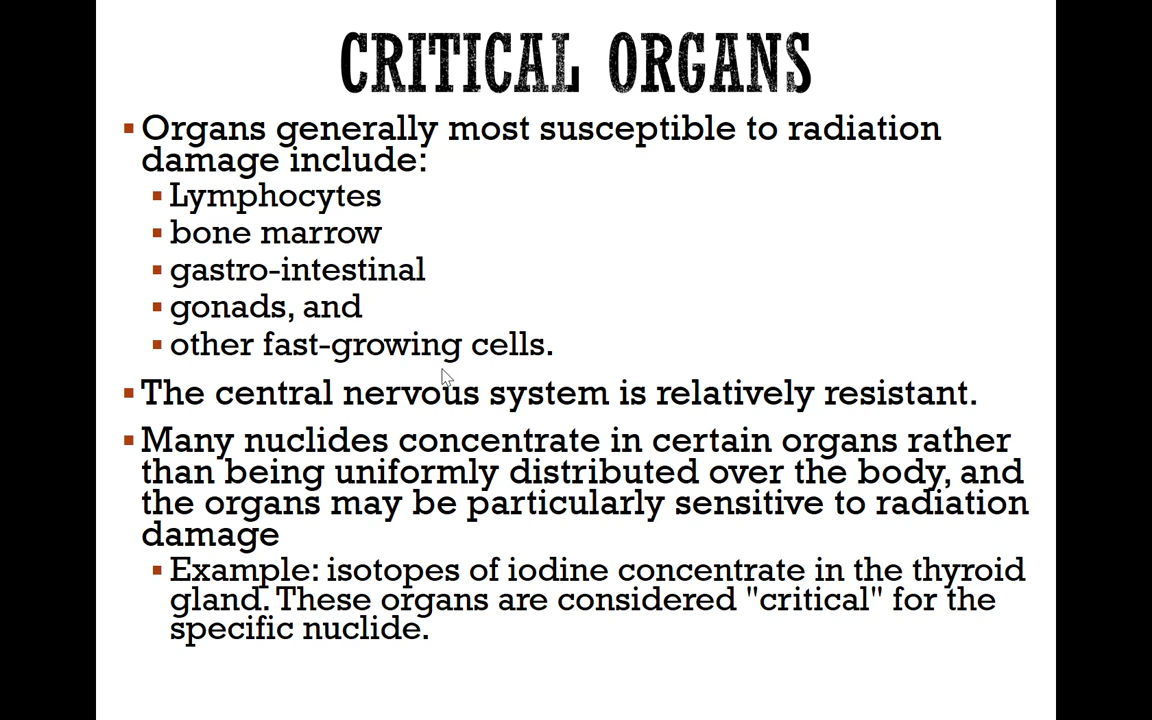 CRITICAL ORGANS
▪ Organs generally most susceptible to radiation
damage include:
▪ Lymphocytes
▪ bone marrow
▪ gastro-intestinal
▪ gonads, and
▪ other fast-growing cells.
▪ The central nervous system is relatively resistant.
▪ Many nuclides concentrate in certain organs rather
than being uniformly distributed over the body, and
the organs may be particularly sensitive to radiation
damage
▪ Example: isotopes of iodine concentrate in the thyroid
gland. These organs are considered "critical" for the
specific nuclide.